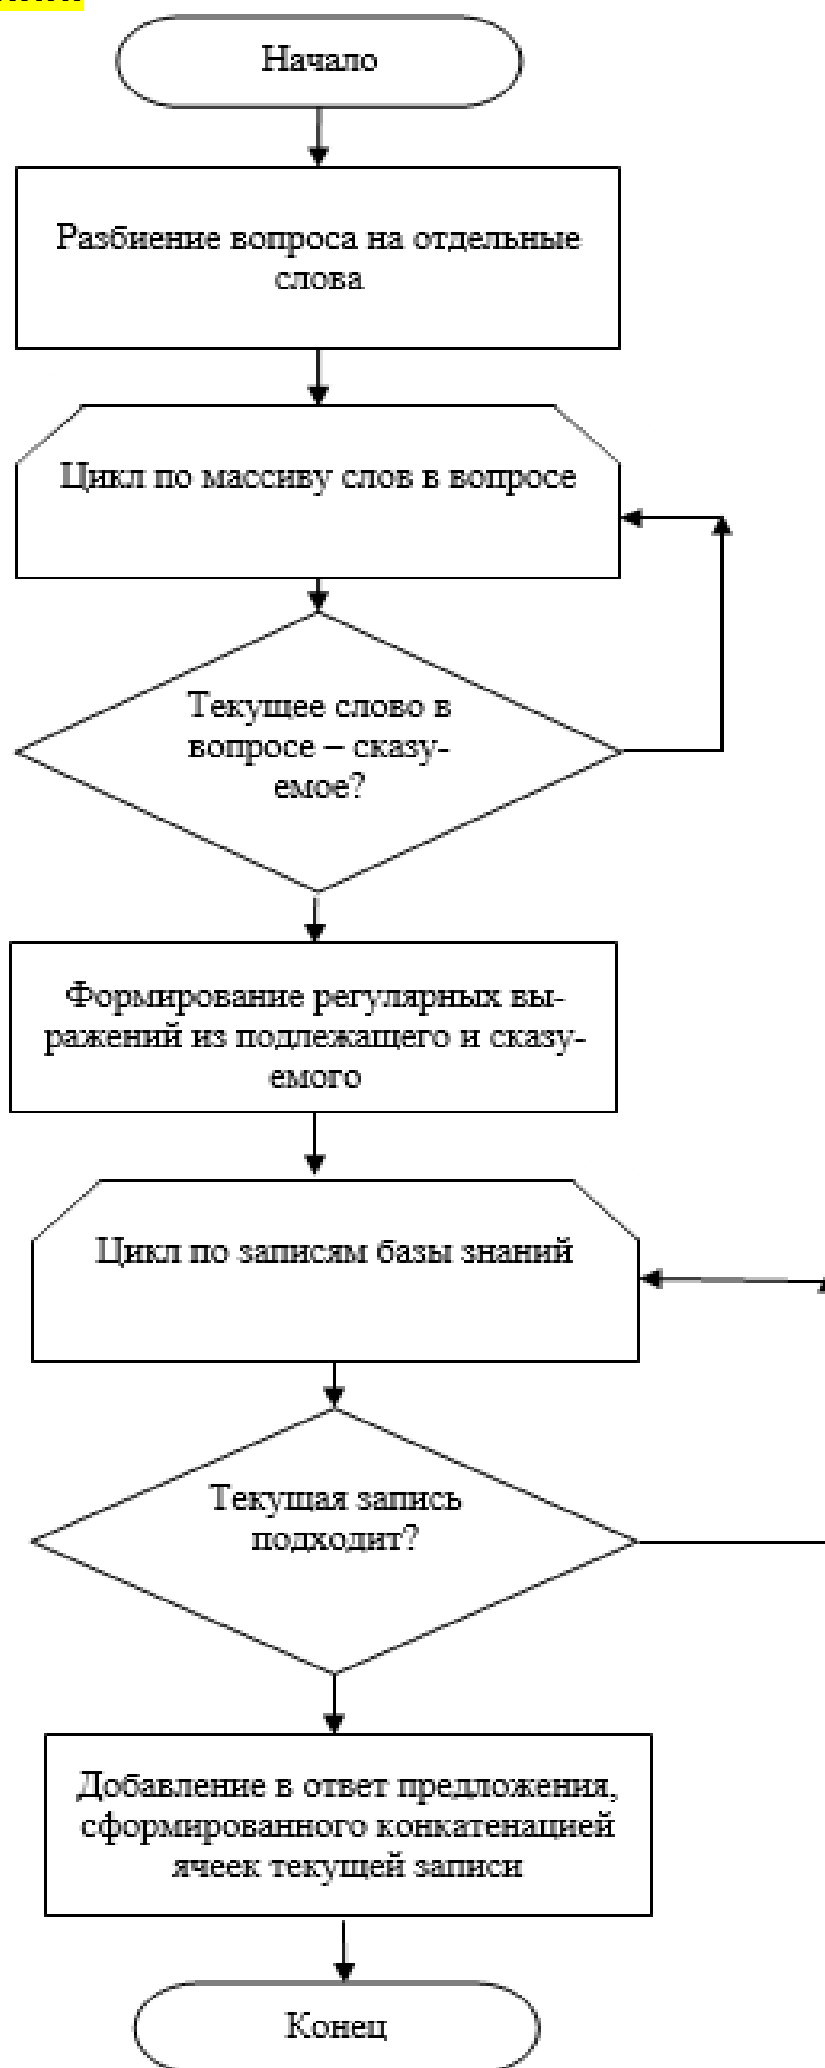 Начало
Разбиение вопроса на отдельные
слова
Цикл по массиву слов в вопросе
Текущее слово в
вопросе – сказу-
емое?
Формирование регулярных вы-
ражений из подлежащего и сказу-
емого
Цикл по записям базы знаний
Текущая запись
подходит?
Добавление в ответ предложения,
сформированного конкатенацией
ячеек текущей записи
Конец